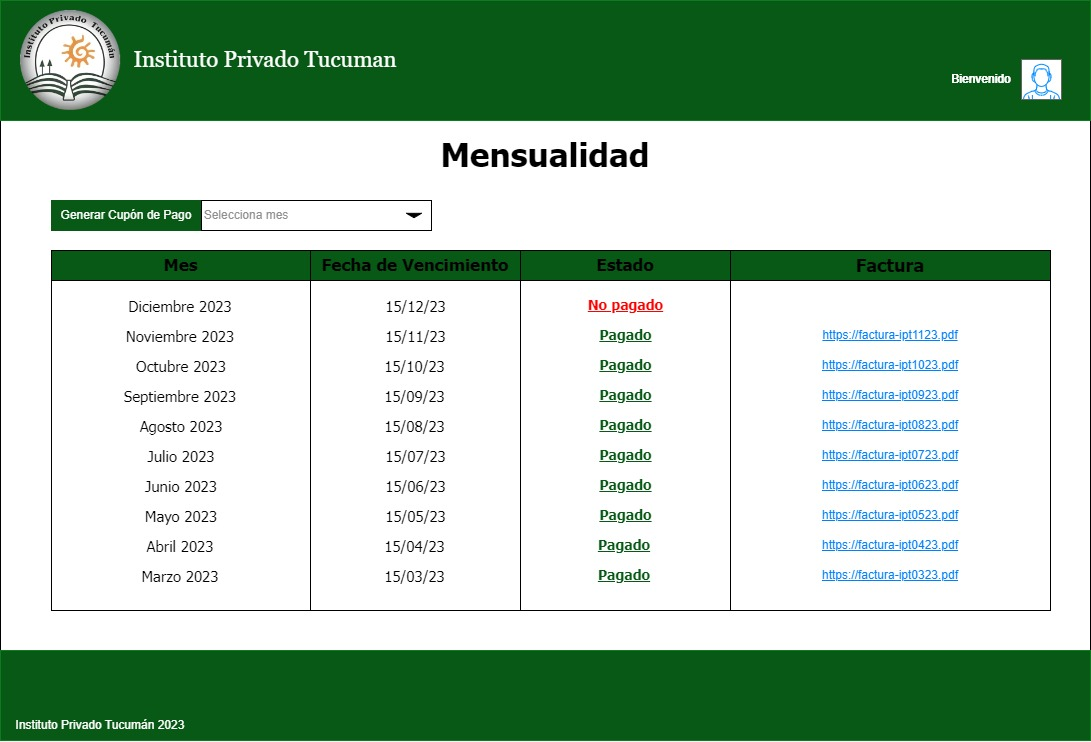 Instituto Privado Tucumán
Instituto Privado Tucuman
Bienvenido
Mensualidad
Generar Cupón de Pago Selecciona mes
Mes Fecha de Vencimiento Estado Factura
Diciembre 2023 15/12/23 No pagado
Noviembre 2023 15/11/23 Pagado https://factura-ipt1123.pdf
Octubre 2023 15/10/23 Pagado https://factura-ipt1023.pdf
Septiembre 2023 15/09/23 Pagado https://factura-ipt0923.pdf
Agosto 2023 15/08/23 Pagado https://factura-ipt0823.pdf
Julio 2023 15/07/23 Pagado https://factura-ipt0723.pdf
Junio 2023 15/06/23 Pagado https://factura-ipt0623.pdf
Mayo 2023 15/05/23 Pagado https://factura-ipt0523.pdf
Abril 2023 15/04/23 Pagado https://factura-ipt0423.pdf
Marzo 2023 15/03/23 Pagado https://factura-ipt0323.pdf
Instituto Privado Tucumán 2023